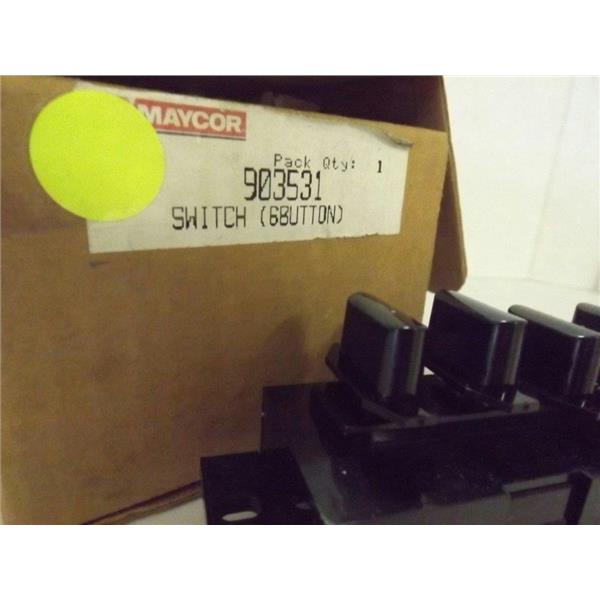 MAYCOR
Pack Qty: 1
903531
SWITCH (6BUTTON)